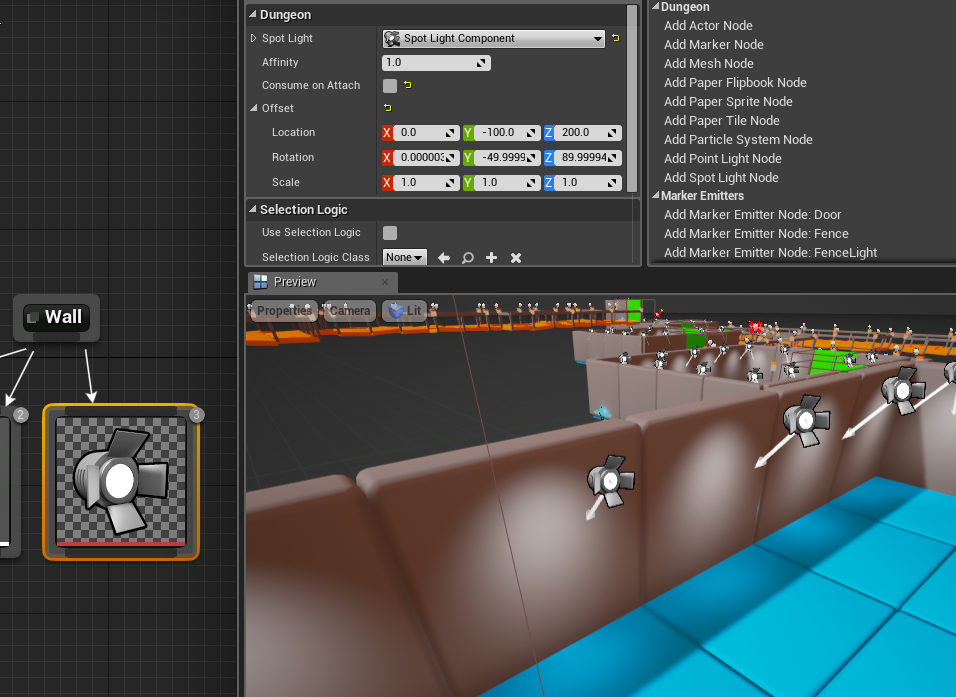 Dungeon
Spot Light
Spot Light Component
Affinity
1.0
Consume on Attach
Offset
Location
X 0.0 Y -100.0 Z 200.0
Rotation
X 0.000003 Y -49.9999 Z 89.99994
Scale
X 1.0 Y 1.0 Z 1.0
Selection Logic
Use Selection Logic
Selection Logic Class
None
Dungeon
Add Actor Node
Add Marker Node
Add Mesh Node
Add Paper Flipbook Node
Add Paper Sprite Node
Add Paper Tile Node
Add Particle System Node
Add Point Light Node
Add Spot Light Node
Marker Emitters
Add Marker Emitter Node: Door
Add Marker Emitter Node: Fence
Add Marker Emitter Node: FenceLight
Preview
Properties
Camera
Lit
Wall
2
3